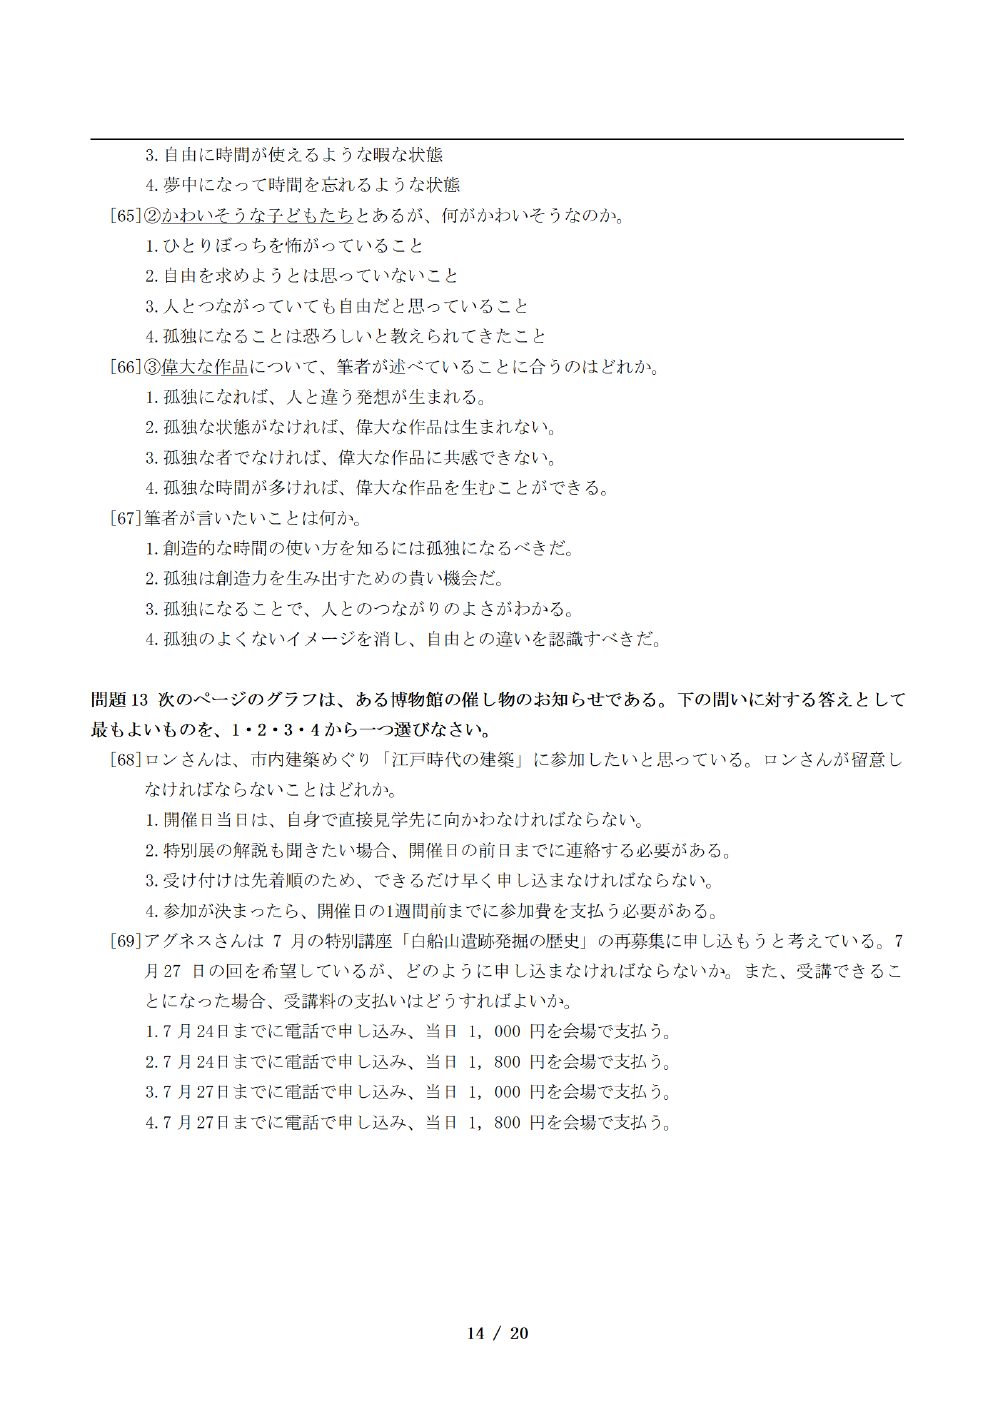 3. 自由に時間が使えるような暇な状態
4. 夢中になって時間を忘れるような状態
[65]②かわいそうな子どもたちとあるが、何がかわいそうなのか。
1. ひとりぼっちを怖がっていること
2. 自由を求めようとは思っていないこと
3. 人とつながっていても自由だと思っていること
4. 孤独になることは恐ろしいと教えられてきたこと
[66]③偉大な作品について、筆者が述べていることに合うのはどれか。
1. 孤独になれば、人と違う発想が生まれる。
2. 孤独な状態がなければ、偉大な作品は生まれない。
3. 孤独な者でなければ、偉大な作品に共感できない。
4. 孤独な時間が多ければ、偉大な作品を生むことができる。
[67]筆者が言いたいことは何か。
1. 創造的な時間の使い方を知るには孤独になるべきだ。
2. 孤独は創造力を生み出すための貴い機会だ。
3. 孤独になることで、人とのつながりのよさがわかる。
4. 孤独のよくないイメージを消し、自由との違いを認識すべきだ。
問題13 次のページのグラフは、ある博物館の催し物のお知らせである。下の問いに対する答えとして
最もよいものを、1・2・3・4から一つ選びなさい。
[68]ロンさんは、市内建築めぐり「江戸時代の建築」に参加したいと思っている。ロンさんが留意し
なければならないことはどれか。
1. 開催日当日は、自身で直接見学先に向かわなければならない。
2. 特別展の解説も聞きたい場合、開催日の前日までに連絡する必要がある。
3. 受け付けは先着順のため、できるだけ早く申し込まなければならない。
4. 参加が決まったら、開催日の1週間前までに参加費を支払う必要がある。
[69]アグネスさんは 7 月の特別講座「白船山遺跡発掘の歴史」の再募集に申し込もうと考えている。7
月27 日の回を希望しているが、どのように申し込まなければならないか。また、受講できるこ
とになった場合、受講料の支払いはどうすればよいか。
1.7 月24日までに電話で申し込み、当日 1, 000 円を会場で支払う。
2.7 月24日までに電話で申し込み、当日 1, 800 円を会場で支払う。
3.7 月27日までに電話で申し込み、当日 1, 000 円を会場で支払う。
4.7 月27日までに電話で申し込み、当日 1, 800 円を会場で支払う。
14 / 20